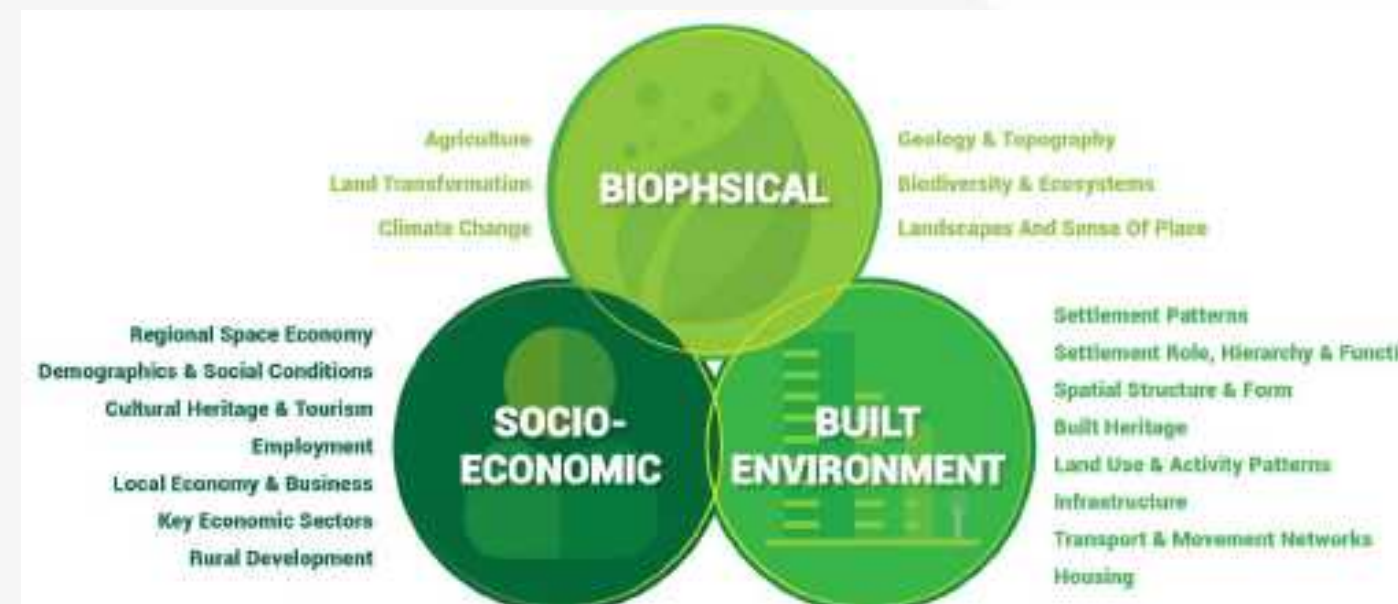 Agriculture
Land Transformation
Climate Change
BIOPHSICAL
Geology & Topography
Biodiversity & Ecosystems
Landscapes And Sense Of Place
Regional Space Economy
Demographics & Social Conditions
Cultural Heritage & Tourism
Employment
Local Economy & Business
Key Economic Sectors
Rural Development
SOCIO-
ECONOMIC
BUILT
ENVIRONMENT
Settlement Patterns
Settlement Role, Hierarchy & Functi
Spatial Structure & Form
Built Heritage
Land Use & Activity Patterns
Infrastructure
Transport & Movement Networks
Housing